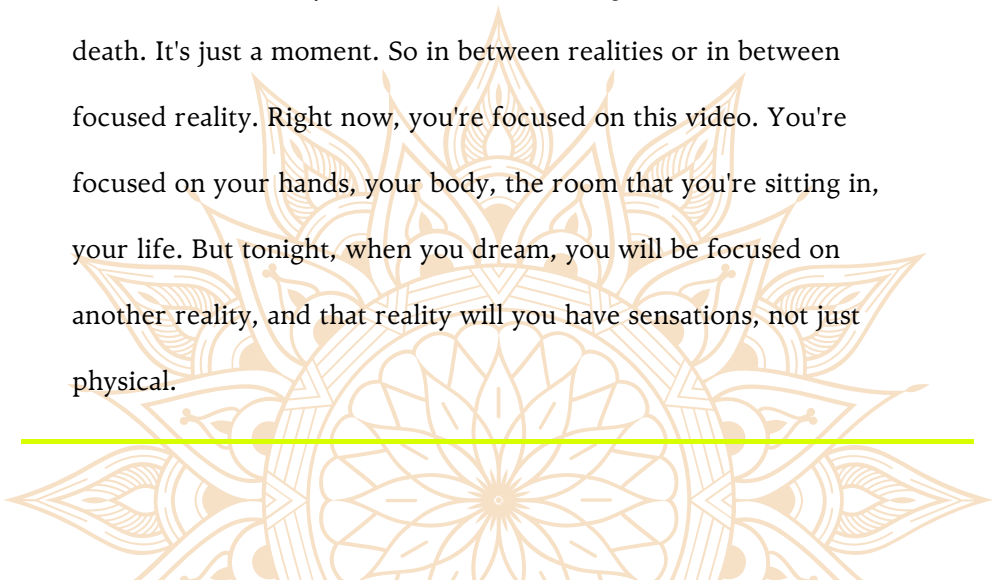 death. It's just a moment. So in between realities or in between
focused reality. Right now, you're focused on this video. You're
focused on your hands, your body, the room that you're sitting in,
your life. But tonight, when you dream, you will be focused on
another reality, and that reality will you have sensations, not just
physical.